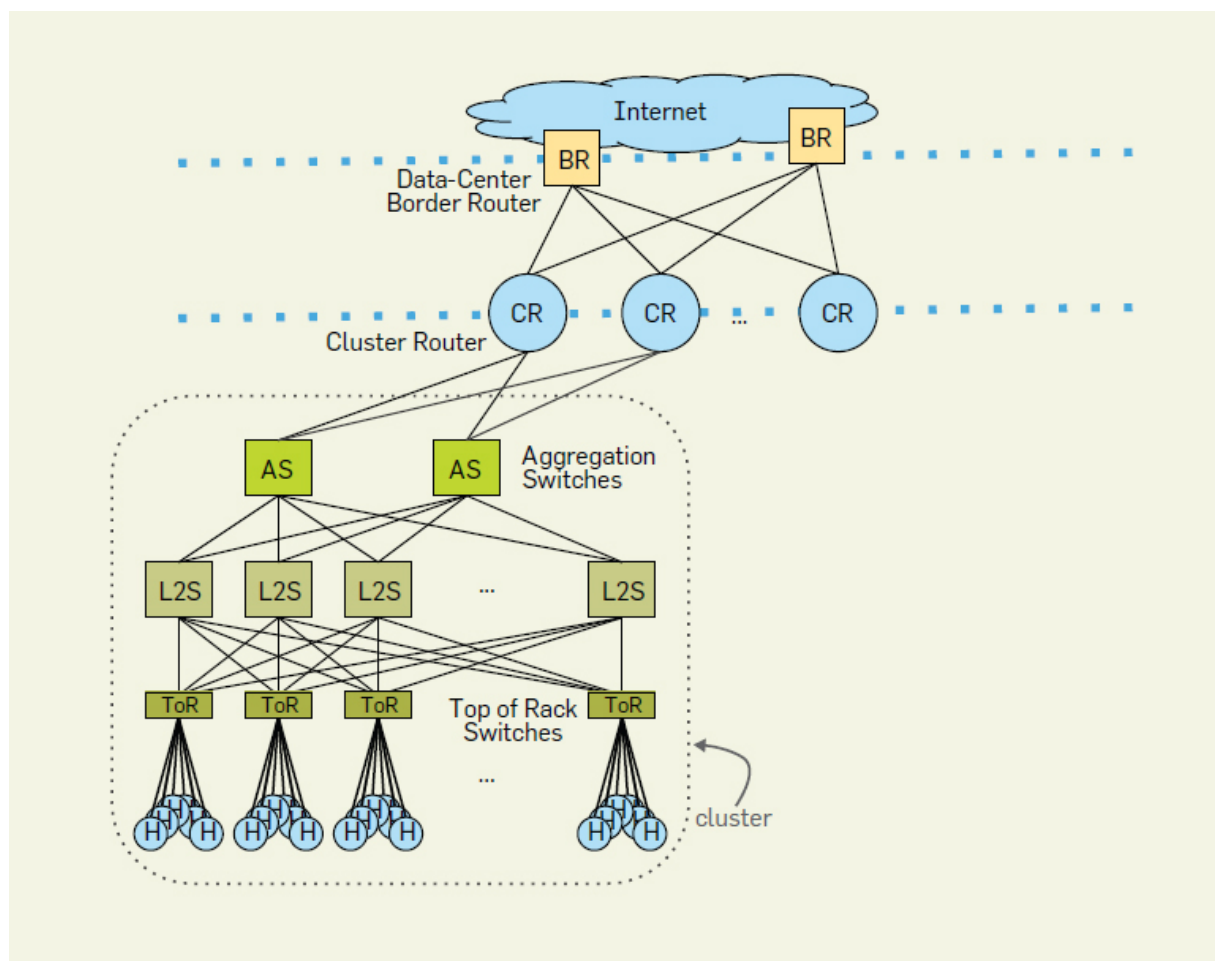 Internet
BR
BR
Data-Center
Border Router
CR
CR
...
CR
Cluster Router
AS
AS
Aggregation
Switches
L2S
L2S
L2S
...
L2S
ToR
ToR
ToR
Top of Rack
Switches
ToR
...
H H H H H
H H H H H
H H H H H
H H H H H
cluster